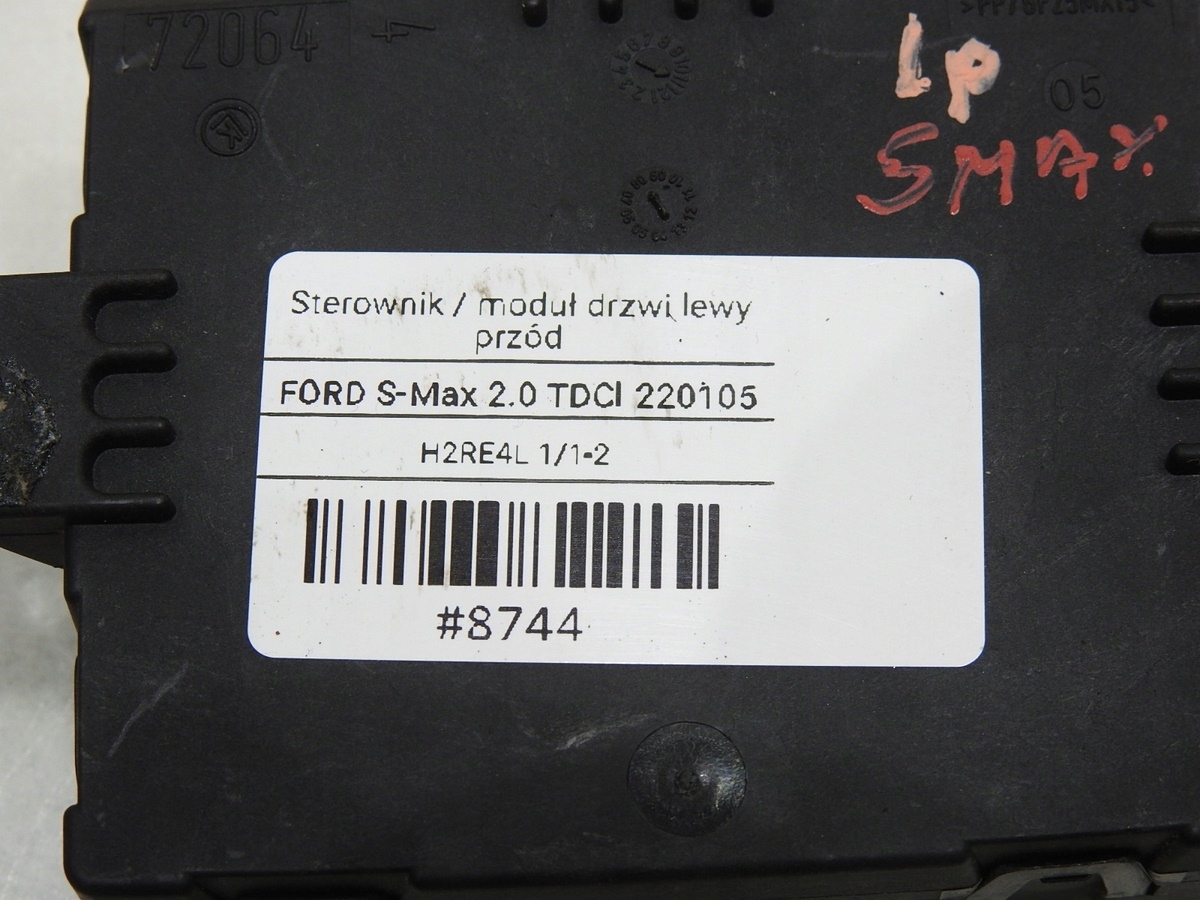 72064 4
LP
05
SMAX
Sterownik / moduł drzwi lewy
przód
FORD S-Max 2.0 TDCI 220105
H2RE4L 1/1-2
#8744